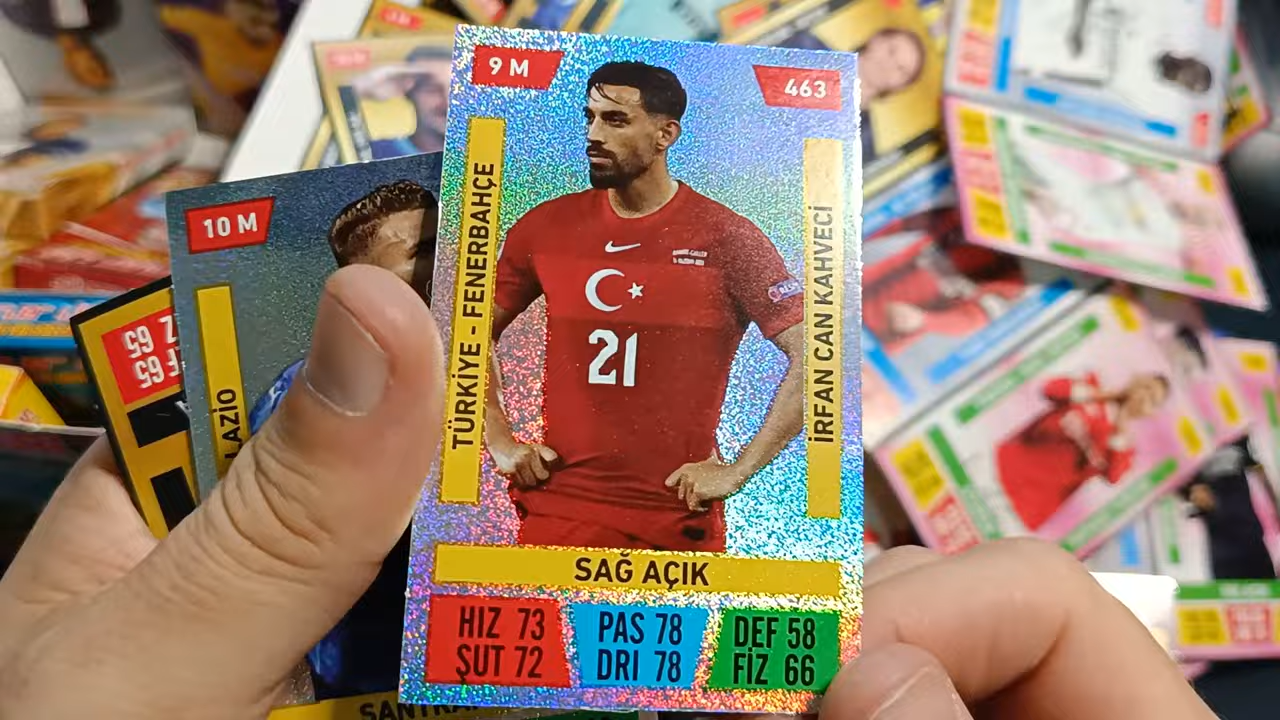 9 M
463
TÜRKİYE - FENERBAHÇE
İRFAN CAN KAHVECİ
21
SAĞ AÇIK
HIZ 73
ŞUT 72
PAS 78
DRI 78
DEF 58
FİZ 66
10 M
LAZİO
Z 65
F 65